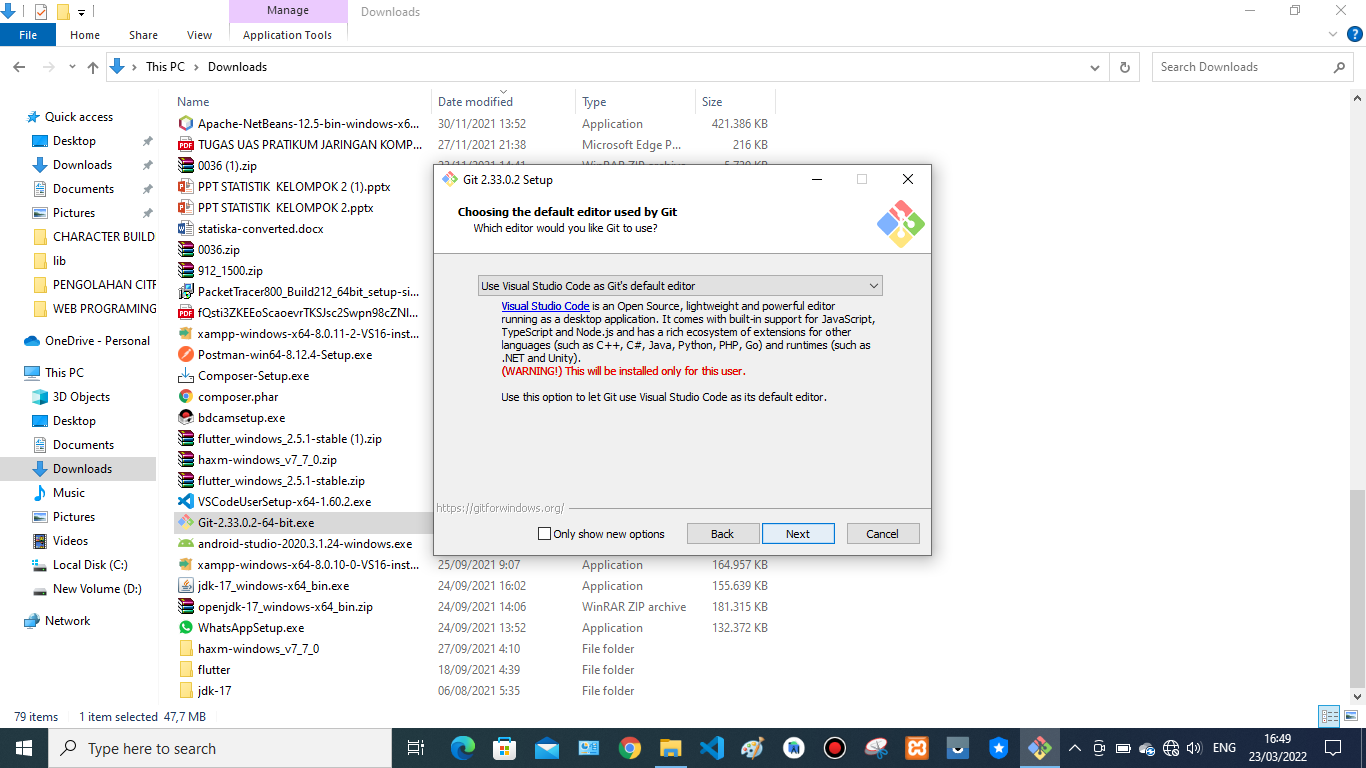 Manage
Downloads
File
Home
Share
View
Application Tools
This PC
Downloads
Search Downloads
Name
Date modified
Type
Size
Quick access
Desktop
Downloads
Documents
Pictures
CHARACTER BUILD
lib
PENGOLAHAN CITR
WEB PROGRAMING
OneDrive - Personal
This PC
3D Objects
Desktop
Documents
Downloads
Music
Pictures
Videos
Local Disk (C:)
New Volume (D:)
Network
Apache-NetBeans-12.5-bin-windows-x6... 30/11/2021 13:52 Application 421.386 KB
TUGAS UAS PRATIKUM JARINGAN KOMP... 27/11/2021 21:38 Microsoft Edge P... 216 KB
0036 (1).zip
PPT STATISTIK KELOMPOK 2 (1).pptx
PPT STATISTIK KELOMPOK 2.pptx
statiska-converted.docx
0036.zip
912_1500.zip
PacketTracer800_Build212_64bit_setup-si...
fQsti3ZKEEoScaoevrTKSJsc2Swpn98cZNI...
xampp-windows-x64-8.0.11-2-VS16-inst...
Postman-win64-8.12.4-Setup.exe
Composer-Setup.exe
composer.phar
bdcamsetup.exe
flutter_windows_2.5.1-stable (1).zip
haxm-windows_v7_7_0.zip
flutter_windows_2.5.1-stable.zip
VSCodeUserSetup-x64-1.60.2.exe
Git-2.33.0.2-64-bit.exe
android-studio-2020.3.1.24-windows.exe
xampp-windows-x64-8.0.10-0-VS16-inst... 25/09/2021 9:07 Application 164.957 KB
jdk-17_windows-x64_bin.exe 24/09/2021 16:02 Application 155.639 KB
openjdk-17_windows-x64_bin.zip 24/09/2021 14:06 WinRAR ZIP archive 181.315 KB
WhatsAppSetup.exe 24/09/2021 13:52 Application 132.372 KB
haxm-windows_v7_7_0 27/09/2021 4:10 File folder
flutter 18/09/2021 4:39 File folder
jdk-17 06/08/2021 5:35 File folder
Git 2.33.0.2 Setup
Choosing the default editor used by Git
Which editor would you like Git to use?
Use Visual Studio Code as Git's default editor
Visual Studio Code is an Open Source, lightweight and powerful editor
running as a desktop application. It comes with built-in support for JavaScript,
TypeScript and Node.js and has a rich ecosystem of extensions for other
languages (such as C++, C#, Java, Python, PHP, Go) and runtimes (such as
.NET and Unity).
(WARNING!) This will be installed only for this user.
Use this option to let Git use Visual Studio Code as its default editor.
https://gitforwindows.org/
Only show new options
Back
Next
Cancel
79 items
1 item selected 47,7 MB
Type here to search
ENG
16:49
23/03/2022